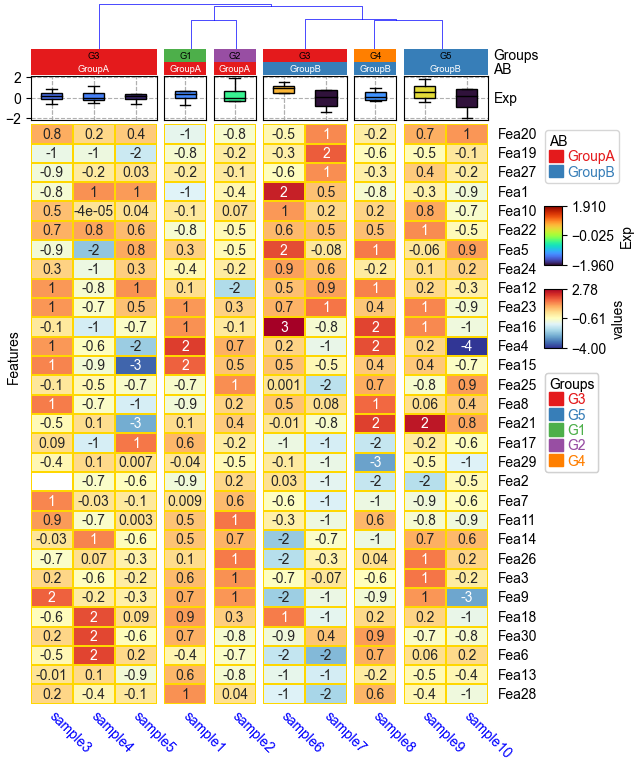 G3 G1 G2 G3 G4 G5 Groups
GroupA GroupA GroupA GroupB GroupB GroupB AB
2
0
−2
Exp
0.8 0.2 0.4 -1 -0.8 -0.5 1 -0.2 0.7 1 Fea20
-1 -1 -2 -0.8 -0.2 -0.3 2 -0.6 -0.5 -0.1 Fea19
-0.9 -0.2 0.03 -0.2 -0.1 -0.6 1 -0.3 0.4 -0.2 Fea27
-0.8 1 1 -1 -0.4 2 0.5 -0.8 -0.3 -0.9 Fea1
0.5 -4e-05 0.04 -0.1 0.07 1 0.2 0.2 0.8 -0.7 Fea10
0.7 0.8 0.6 -0.8 -0.5 0.6 0.5 0.5 1 -0.5 Fea22
-0.9 -2 0.8 0.3 -0.5 2 -0.08 1 -0.06 0.9 Fea5
0.3 -1 0.3 -0.4 -0.2 0.9 0.6 -0.2 0.1 0.2 Fea24
1 -0.8 1 0.1 -2 0.5 0.9 1 0.2 -0.3 Fea12
1 -0.7 0.5 1 0.3 0.7 1 0.4 1 -0.9 Fea23
-0.1 -1 -0.7 1 -0.1 3 -0.8 2 1 -1 Fea16
1 -0.6 -2 2 0.7 0.2 -1 2 0.2 -4 Fea4
1 -0.9 -3 2 0.5 0.5 -0.5 0.4 0.4 -0.7 Fea15
-0.1 -0.5 -0.7 -0.7 1 0.001 -2 0.7 -0.8 0.9 Fea25
1 -0.7 -1 -0.9 0.2 0.5 0.08 1 0.06 0.4 Fea8
-0.5 0.1 -3 0.1 0.4 -0.01 -0.8 2 2 0.8 Fea21
0.09 -1 1 0.6 -0.2 -1 -1 -2 -0.2 -0.6 Fea17
-0.4 0.1 0.007 -0.04 -0.5 -0.1 -1 -3 -0.5 -1 Fea29
-0.7 -0.6 -0.9 0.2 0.03 -1 -2 -2 -0.5 Fea2
1 -0.03 -0.1 0.009 0.6 -0.6 -1 -1 -0.9 -0.6 Fea7
0.9 -0.7 0.003 0.5 1 -0.3 -1 0.6 -0.8 -0.9 Fea11
-0.03 1 -0.6 0.5 0.7 -2 -0.7 -1 0.7 0.6 Fea14
-0.7 0.07 -0.3 0.1 1 -2 -0.3 0.04 1 0.2 Fea26
0.2 -0.6 -0.2 0.6 1 -0.7 -0.07 -0.6 1 -0.2 Fea3
2 -0.2 -0.3 0.7 1 -2 -1 -0.9 1 -3 Fea9
-0.6 2 0.09 0.9 0.3 1 -1 0.2 0.2 -1 Fea18
0.2 2 -0.6 0.7 -0.8 -0.9 0.4 0.9 -0.7 -0.8 Fea30
-0.5 2 0.2 -0.4 -0.7 -2 -2 0.7 0.06 0.2 Fea6
-0.01 0.1 -0.9 0.6 -0.8 -1 -1 -0.2 -0.5 -0.4 Fea13
0.2 -0.4 -0.1 1 0.04 -1 -2 0.6 -0.4 -1 Fea28
Features
sample3 sample4 sample5 sample1 sample2 sample6 sample7 sample8 sample9 sample10
AB
GroupA
GroupB
1.910
−0.025
−1.960
Exp
2.78
−0.61
−4.00
values
Groups
G3
G5
G1
G2
G4